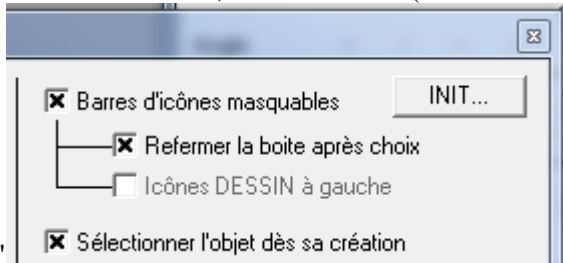 Barres d'icônes masquables INIT...
Refermer la boite après choix
Icônes DESSIN à gauche
Sélectionner l'objet dès sa création